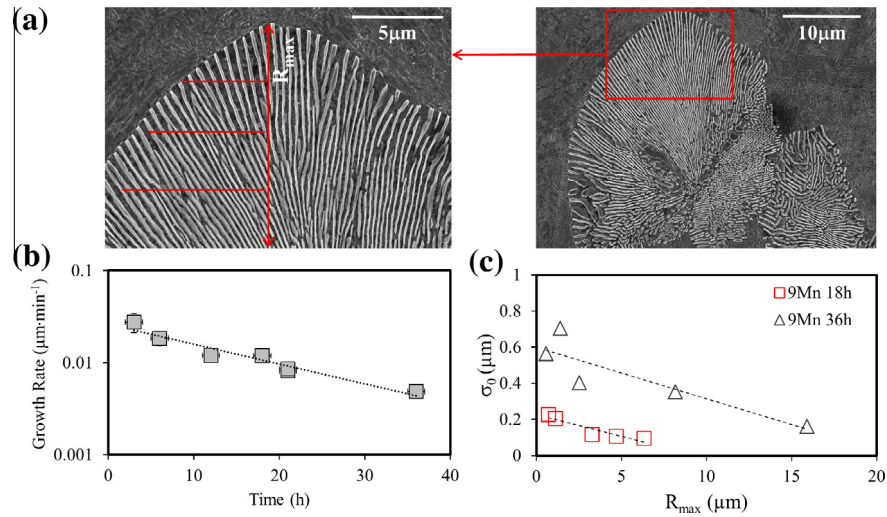 (a)
5μm
10μm
R_max
(b)
(c)
0.1
0.01
0.001
Growth Rate (μm·min⁻¹)
0
10
20
30
40
Time (h)
1
0.8
0.6
0.4
0.2
0
σ₀ (μm)
9Mn 18h
9Mn 36h
0
5
10
15
20
R_max (μm)